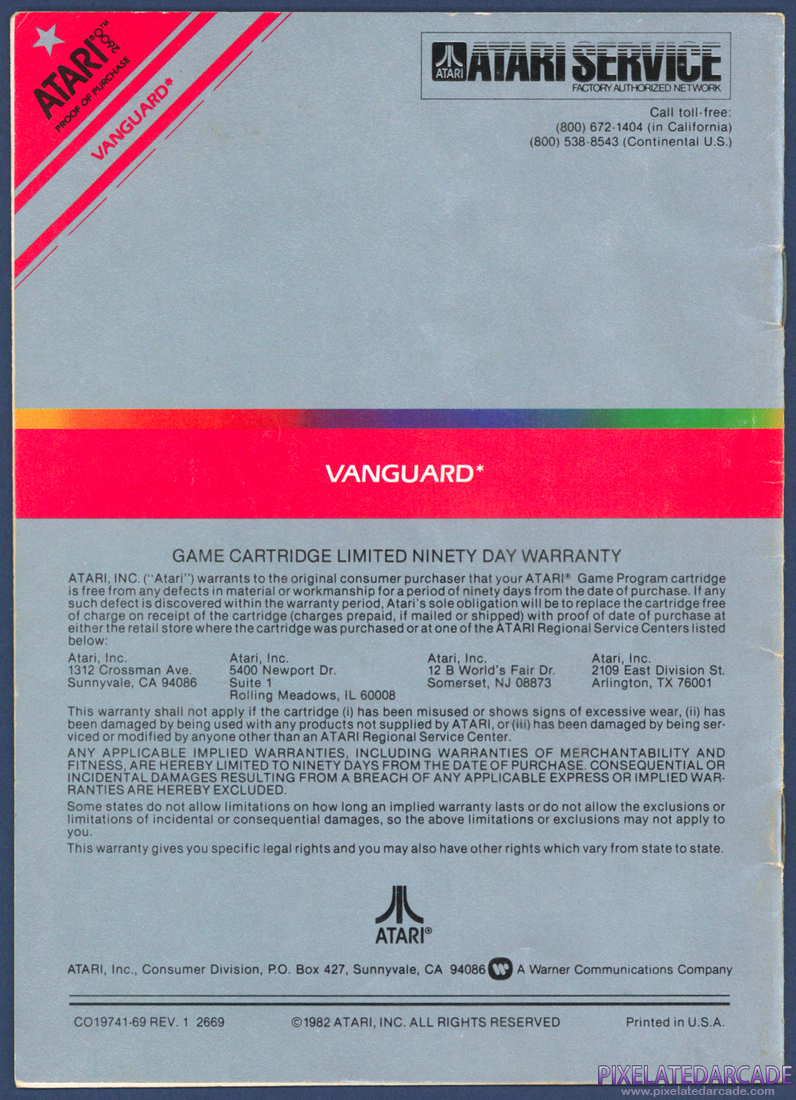 ATARI® 2600™
PROOF OF PURCHASE
VANGUARD*
ATARI
ATARI SERVICE
FACTORY AUTHORIZED NETWORK
Call toll-free:
(800) 672-1404 (in California)
(800) 538-8543 (Continental U.S.)
VANGUARD*
GAME CARTRIDGE LIMITED NINETY DAY WARRANTY
ATARI, INC. ("Atari") warrants to the original consumer purchaser that your ATARI® Game Program cartridge
is free from any defects in material or workmanship for a period of ninety days from the date of purchase. If any
such defect is discovered within the warranty period, Atari's sole obligation will be to replace the cartridge free
of charge on receipt of the cartridge (charges prepaid, if mailed or shipped) with proof of date of purchase at
either the retail store where the cartridge was purchased or at one of the ATARI Regional Service Centers listed
below:
Atari, Inc.
1312 Crossman Ave.
Sunnyvale, CA 94086
Atari, Inc.
5400 Newport Dr.
Suite 1
Rolling Meadows, IL 60008
Atari, Inc.
12 B World's Fair Dr.
Somerset, NJ 08873
Atari, Inc.
2109 East Division St.
Arlington, TX 76001
This warranty shall not apply if the cartridge (i) has been misused or shows signs of excessive wear, (ii) has
been damaged by being used with any products not supplied by ATARI, or (iii) has been damaged by being ser-
viced or modified by anyone other than an ATARI Regional Service Center.
ANY APPLICABLE IMPLIED WARRANTIES, INCLUDING WARRANTIES OF MERCHANTABILITY AND
FITNESS, ARE HEREBY LIMITED TO NINETY DAYS FROM THE DATE OF PURCHASE. CONSEQUENTIAL OR
INCIDENTAL DAMAGES RESULTING FROM A BREACH OF ANY APPLICABLE EXPRESS OR IMPLIED WAR-
RANTIES ARE HEREBY EXCLUDED.
Some states do not allow limitations on how long an implied warranty lasts or do not allow the exclusions or
limitations of incidental or consequential damages, so the above limitations or exclusions may not apply to
you.
This warranty gives you specific legal rights and you may also have other rights which vary from state to state.
ATARI®
ATARI, Inc., Consumer Division, P.O. Box 427, Sunnyvale, CA 94086 W A Warner Communications Company
CO19741-69 REV. 1 2669 ©1982 ATARI, INC. ALL RIGHTS RESERVED Printed in U.S.A.
PIXELATEDARCADE
www.pixelatedarcade.com